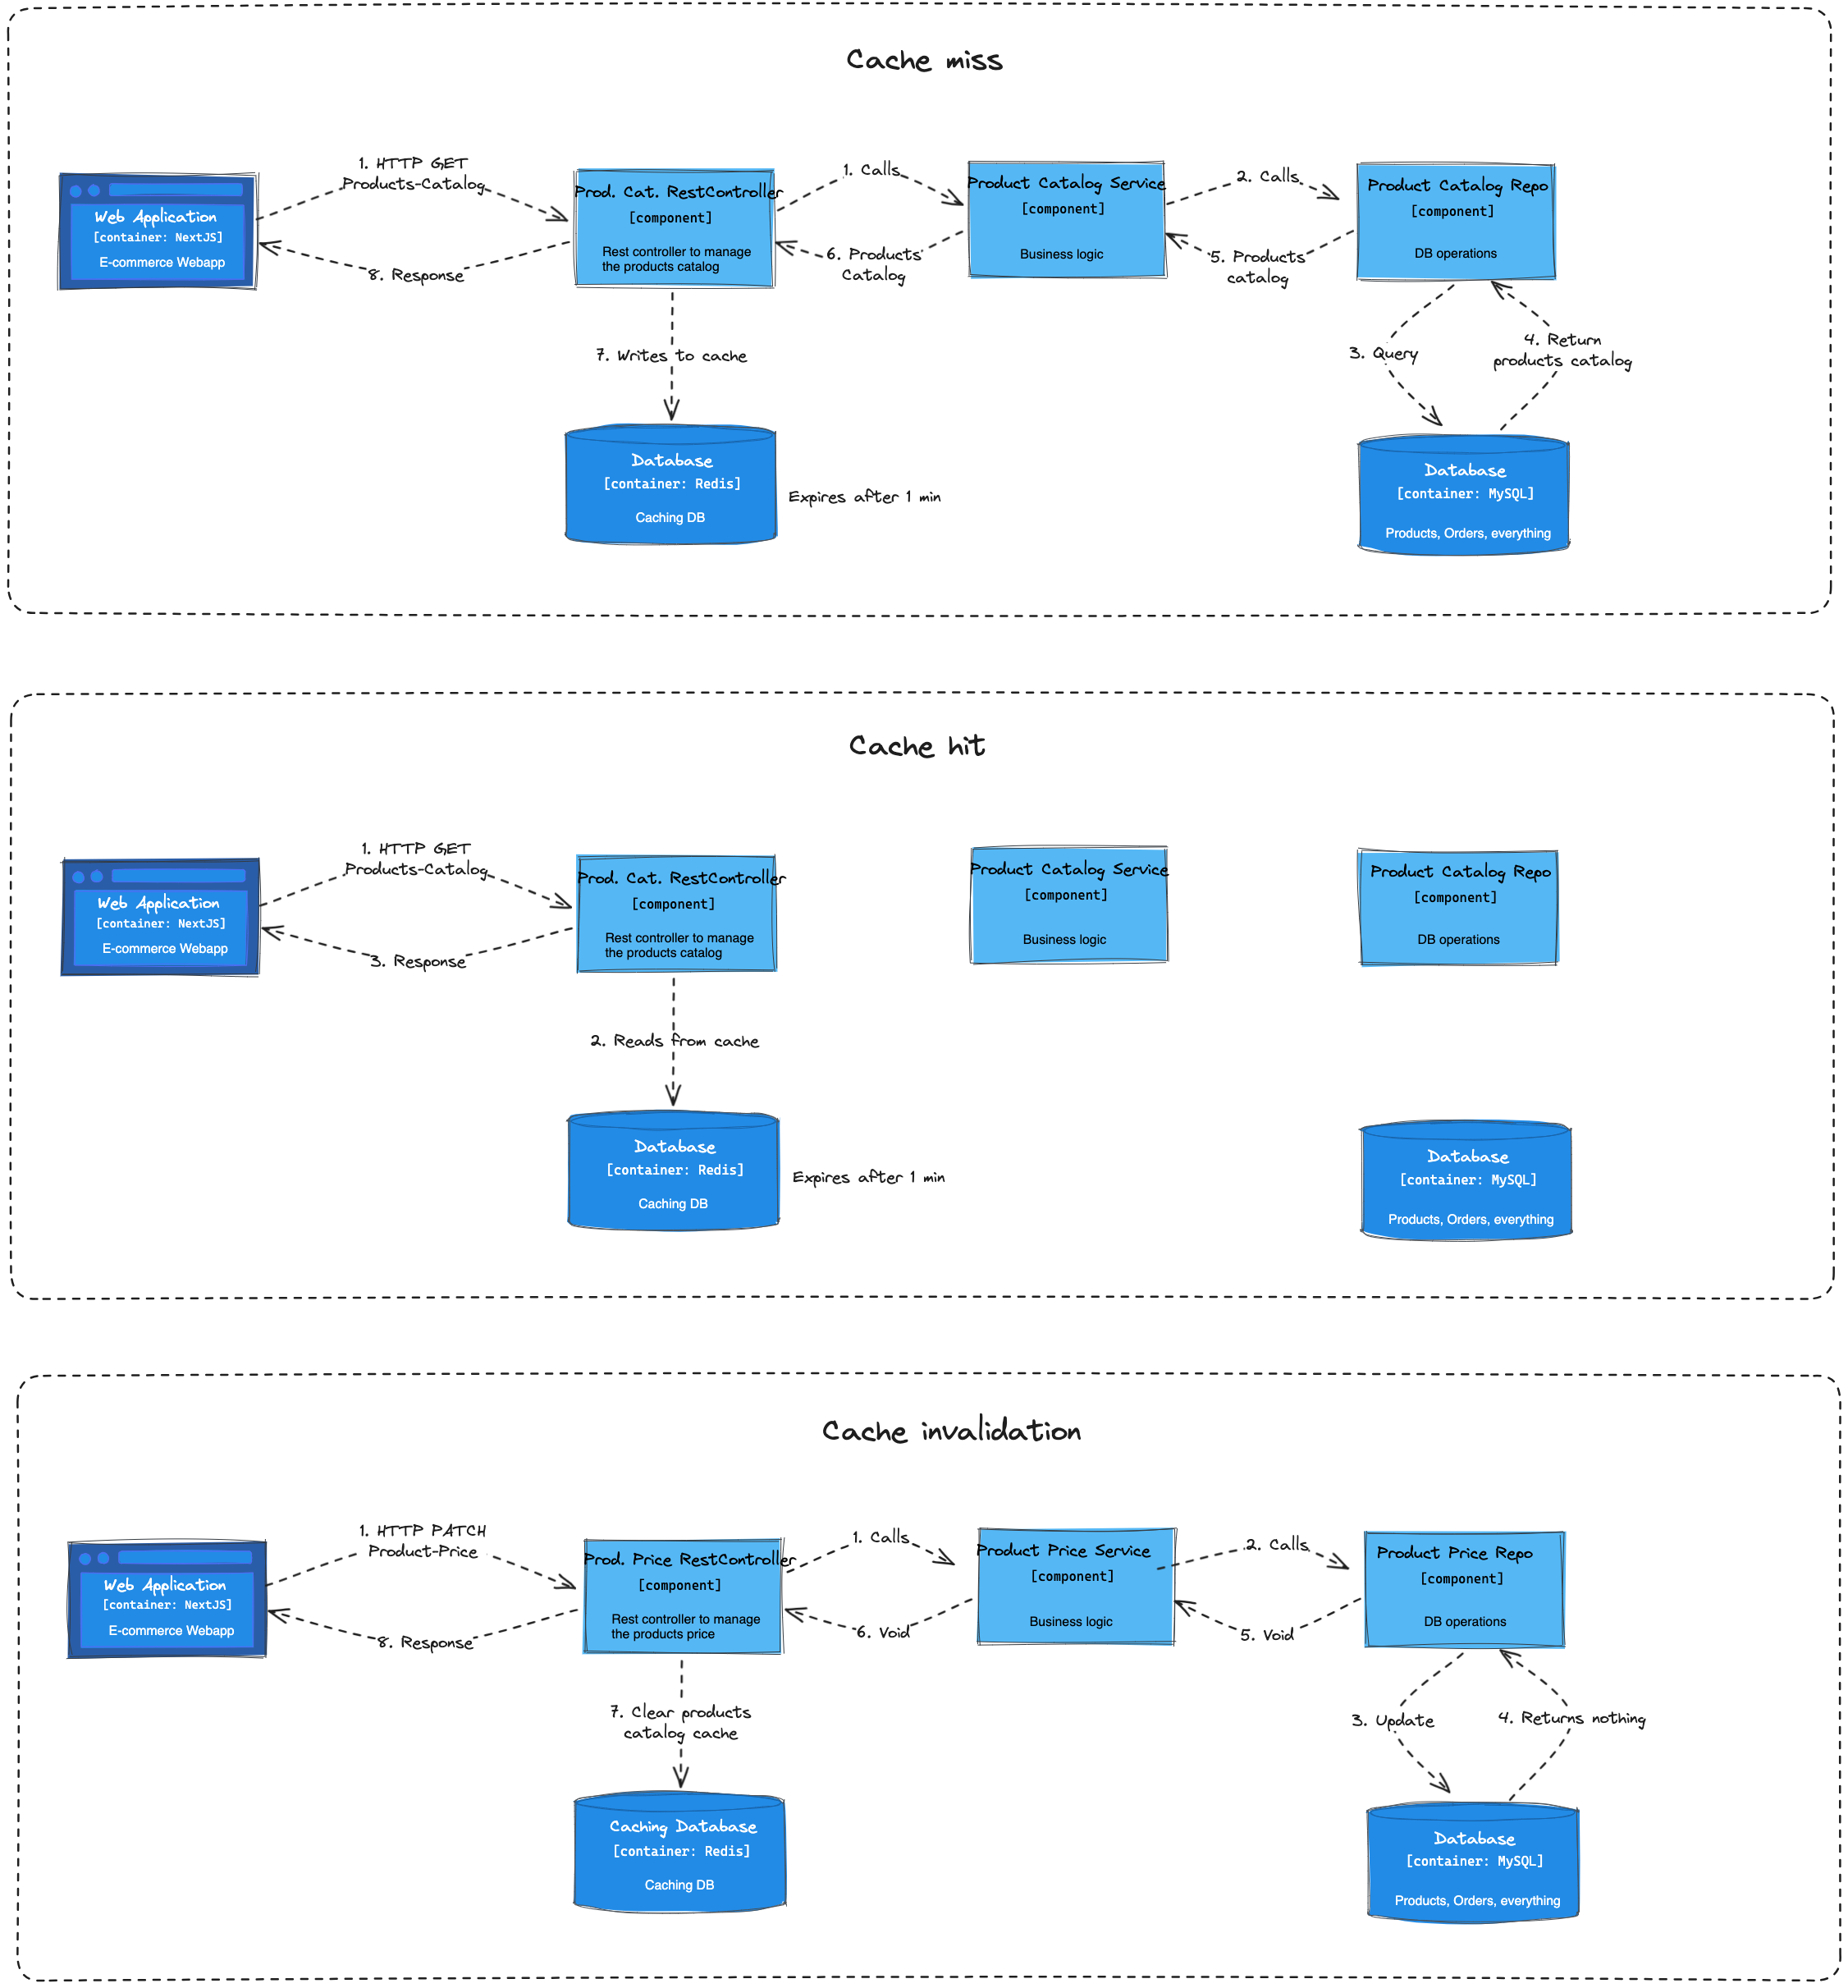 Cache miss
1. HTTP GET
Products-Catalog
1. Calls
2. Calls
Web Application
[container: NextJS]
E-commerce Webapp
Prod. Cat. RestController
[component]
Rest controller to manage
the products catalog
Product Catalog Service
[component]
Business logic
Product Catalog Repo
[component]
DB operations
8. Response
6. Products
Catalog
5. Products
catalog
7. Writes to cache
3. Query
4. Return
products catalog
Database
[container: Redis]
Caching DB
Expires after 1 min
Database
[container: MySQL]
Products, Orders, everything
Cache hit
1. HTTP GET
Products-Catalog
Web Application
[container: NextJS]
E-commerce Webapp
Prod. Cat. RestController
[component]
Rest controller to manage
the products catalog
Product Catalog Service
[component]
Business logic
Product Catalog Repo
[component]
DB operations
3. Response
2. Reads from cache
Database
[container: Redis]
Caching DB
Expires after 1 min
Database
[container: MySQL]
Products, Orders, everything
Cache invalidation
1. HTTP PATCH
Product-Price
1. Calls
2. Calls
Web Application
[container: NextJS]
E-commerce Webapp
Prod. Price RestController
[component]
Rest controller to manage
the products price
Product Price Service
[component]
Business logic
Product Price Repo
[component]
DB operations
8. Response
6. Void
5. Void
7. Clear products
catalog cache
3. Update
4. Returns nothing
Caching Database
[container: Redis]
Caching DB
Database
[container: MySQL]
Products, Orders, everything